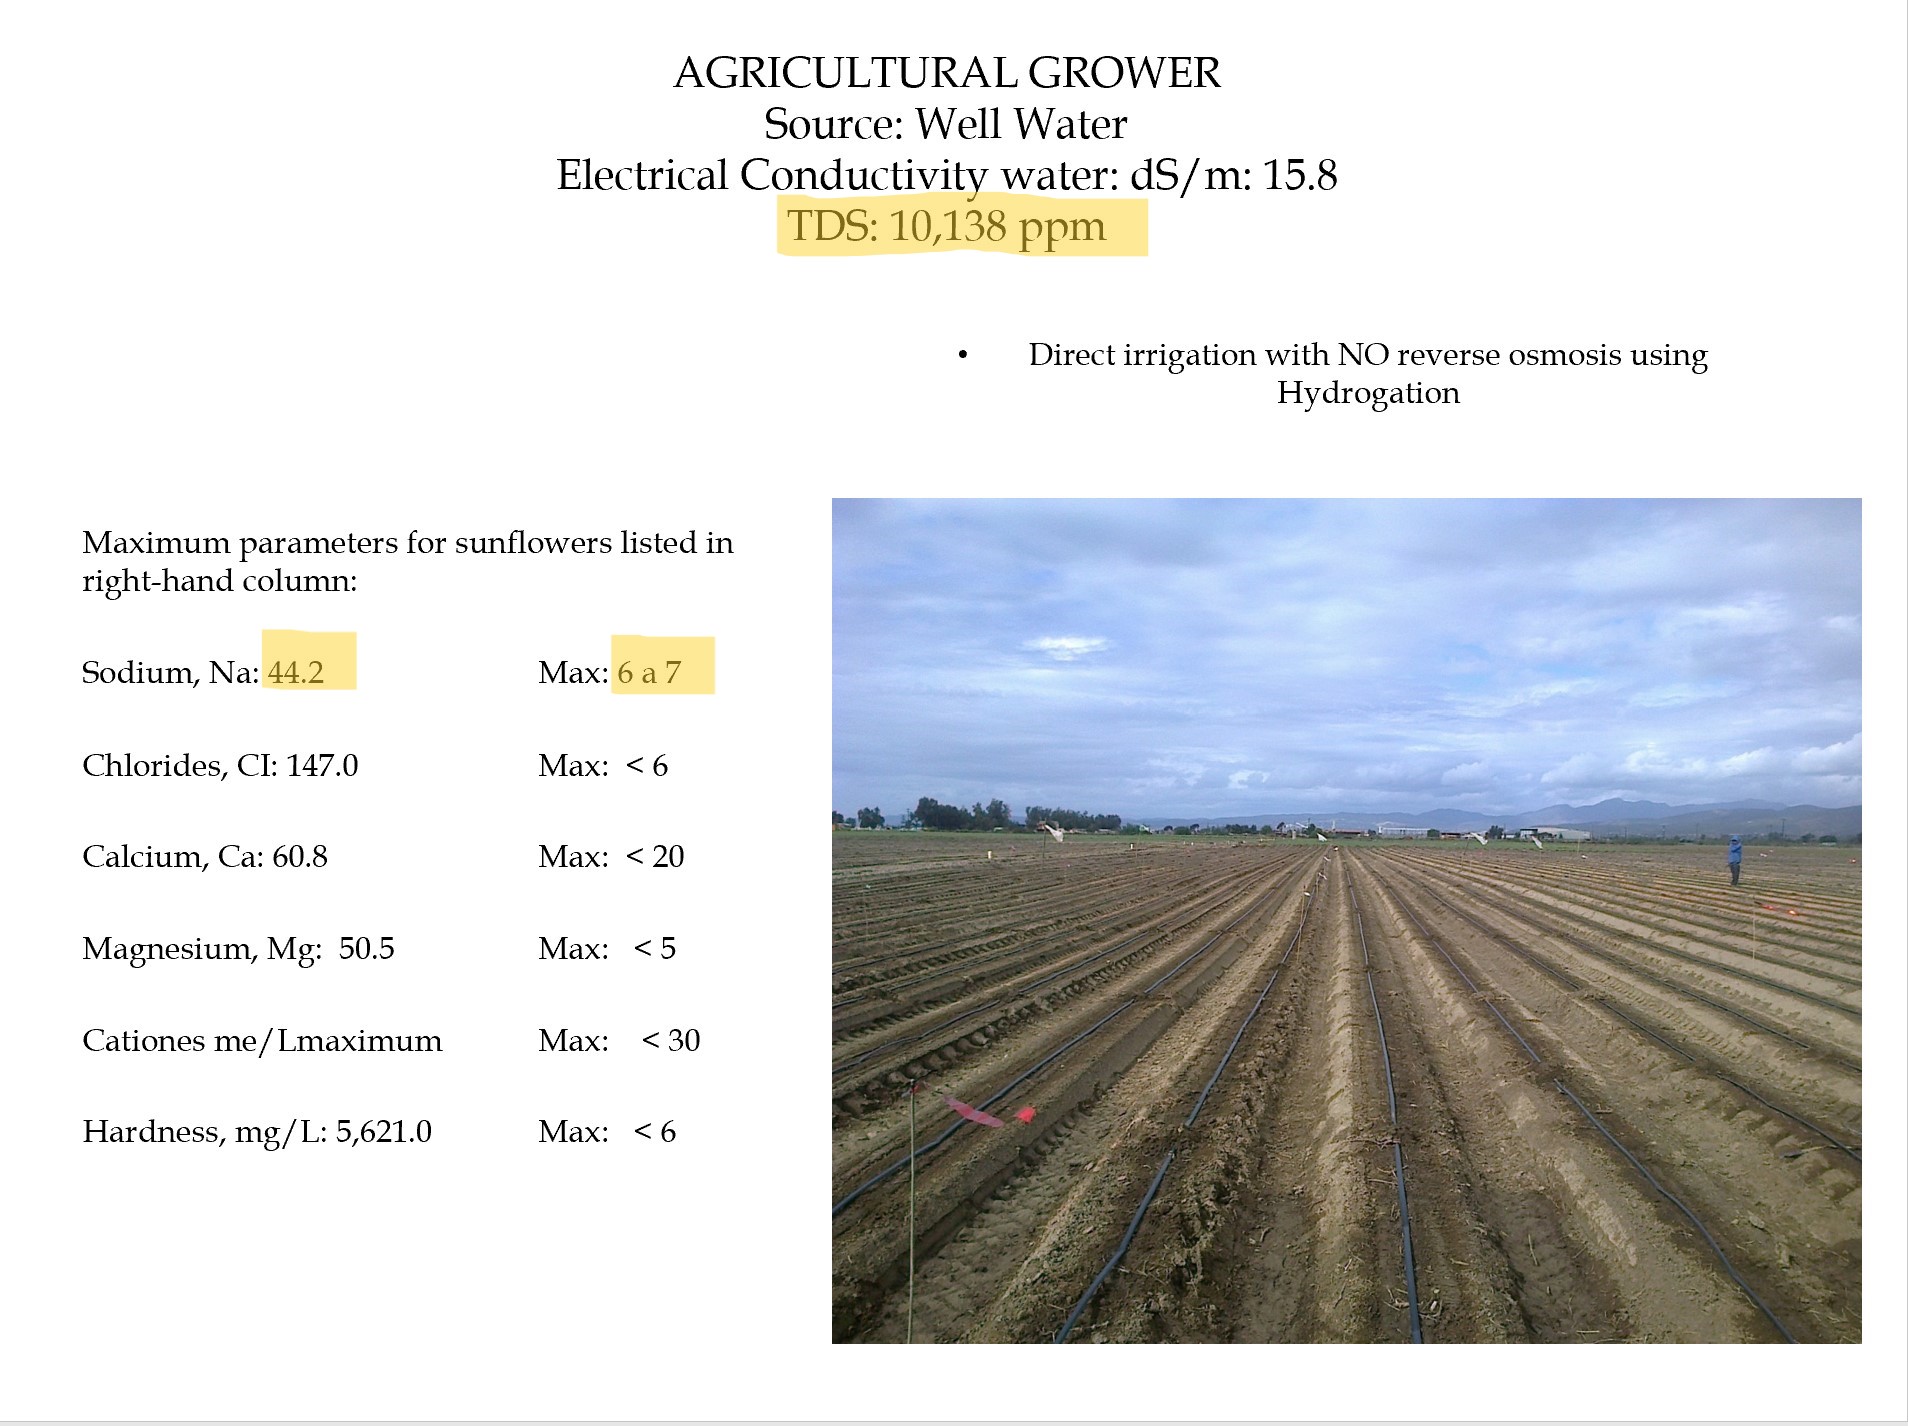 AGRICULTURAL GROWER
Source: Well Water
Electrical Conductivity water: dS/m: 15.8
TDS: 10,138 ppm
• Direct irrigation with NO reverse osmosis using
Hydrogation
Maximum parameters for sunflowers listed in
right-hand column:
Sodium, Na: 44.2 Max: 6 a 7
Chlorides, CI: 147.0 Max: < 6
Calcium, Ca: 60.8 Max: < 20
Magnesium, Mg: 50.5 Max: < 5
Cationes me/Lmaximum Max: < 30
Hardness, mg/L: 5,621.0 Max: < 6